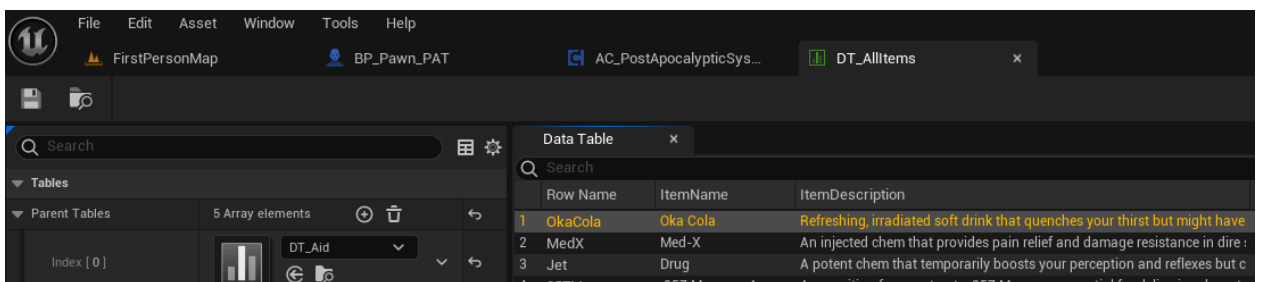 File Edit Asset Window Tools Help
FirstPersonMap BP_Pawn_PAT AC_PostApocalypticSys... DT_AllItems
Search
Tables
Parent Tables 5 Array elements
Index [ 0 ] DT_Aid
Data Table
Search
Row Name ItemName ItemDescription
1 OkaCola Oka Cola Refreshing, irradiated soft drink that quenches your thirst but might have
2 MedX Med-X An injected chem that provides pain relief and damage resistance in dire
3 Jet Drug A potent chem that temporarily boosts your perception and reflexes but c